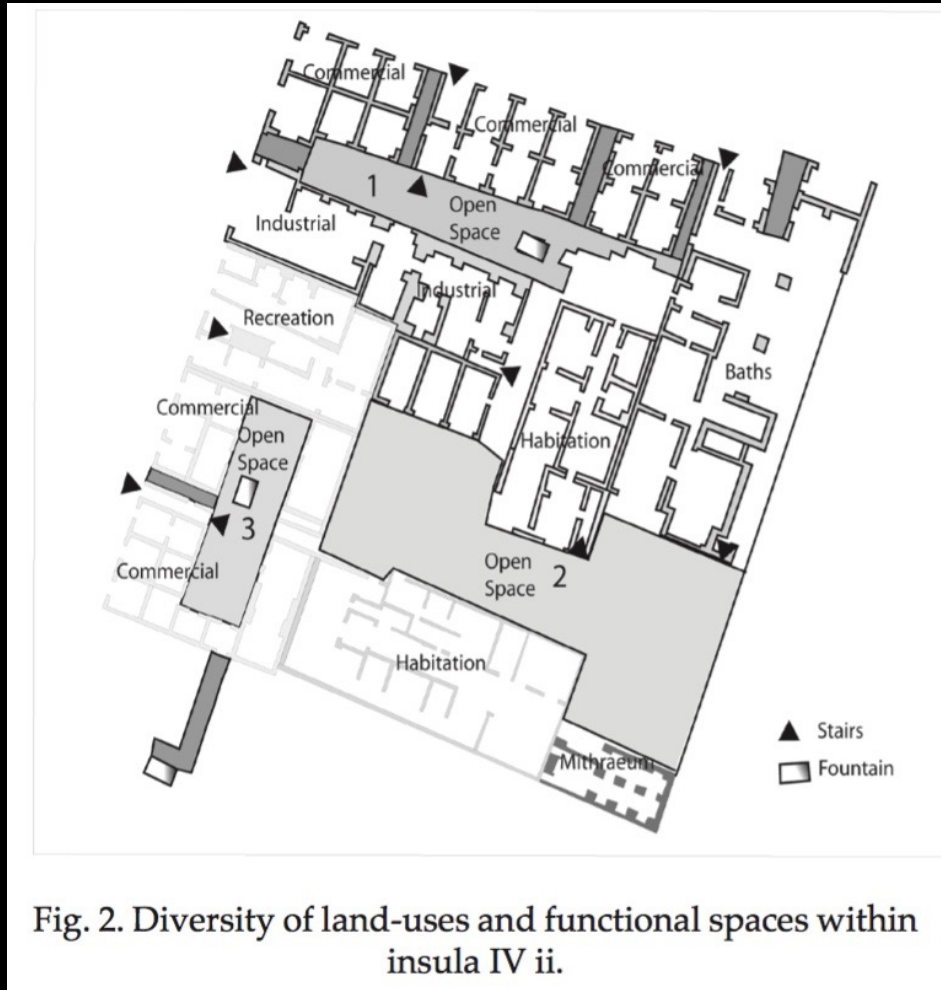 Commercial
Commercial
Commercial
1
Open
Space
Industrial
Industrial
Recreation
Baths
Commercial
Open
Space
Habitation
3
Open
Space
2
Commercial
Habitation
Stairs
Mithraeum
Fountain
Fig. 2. Diversity of land-uses and functional spaces within
insula IV ii.